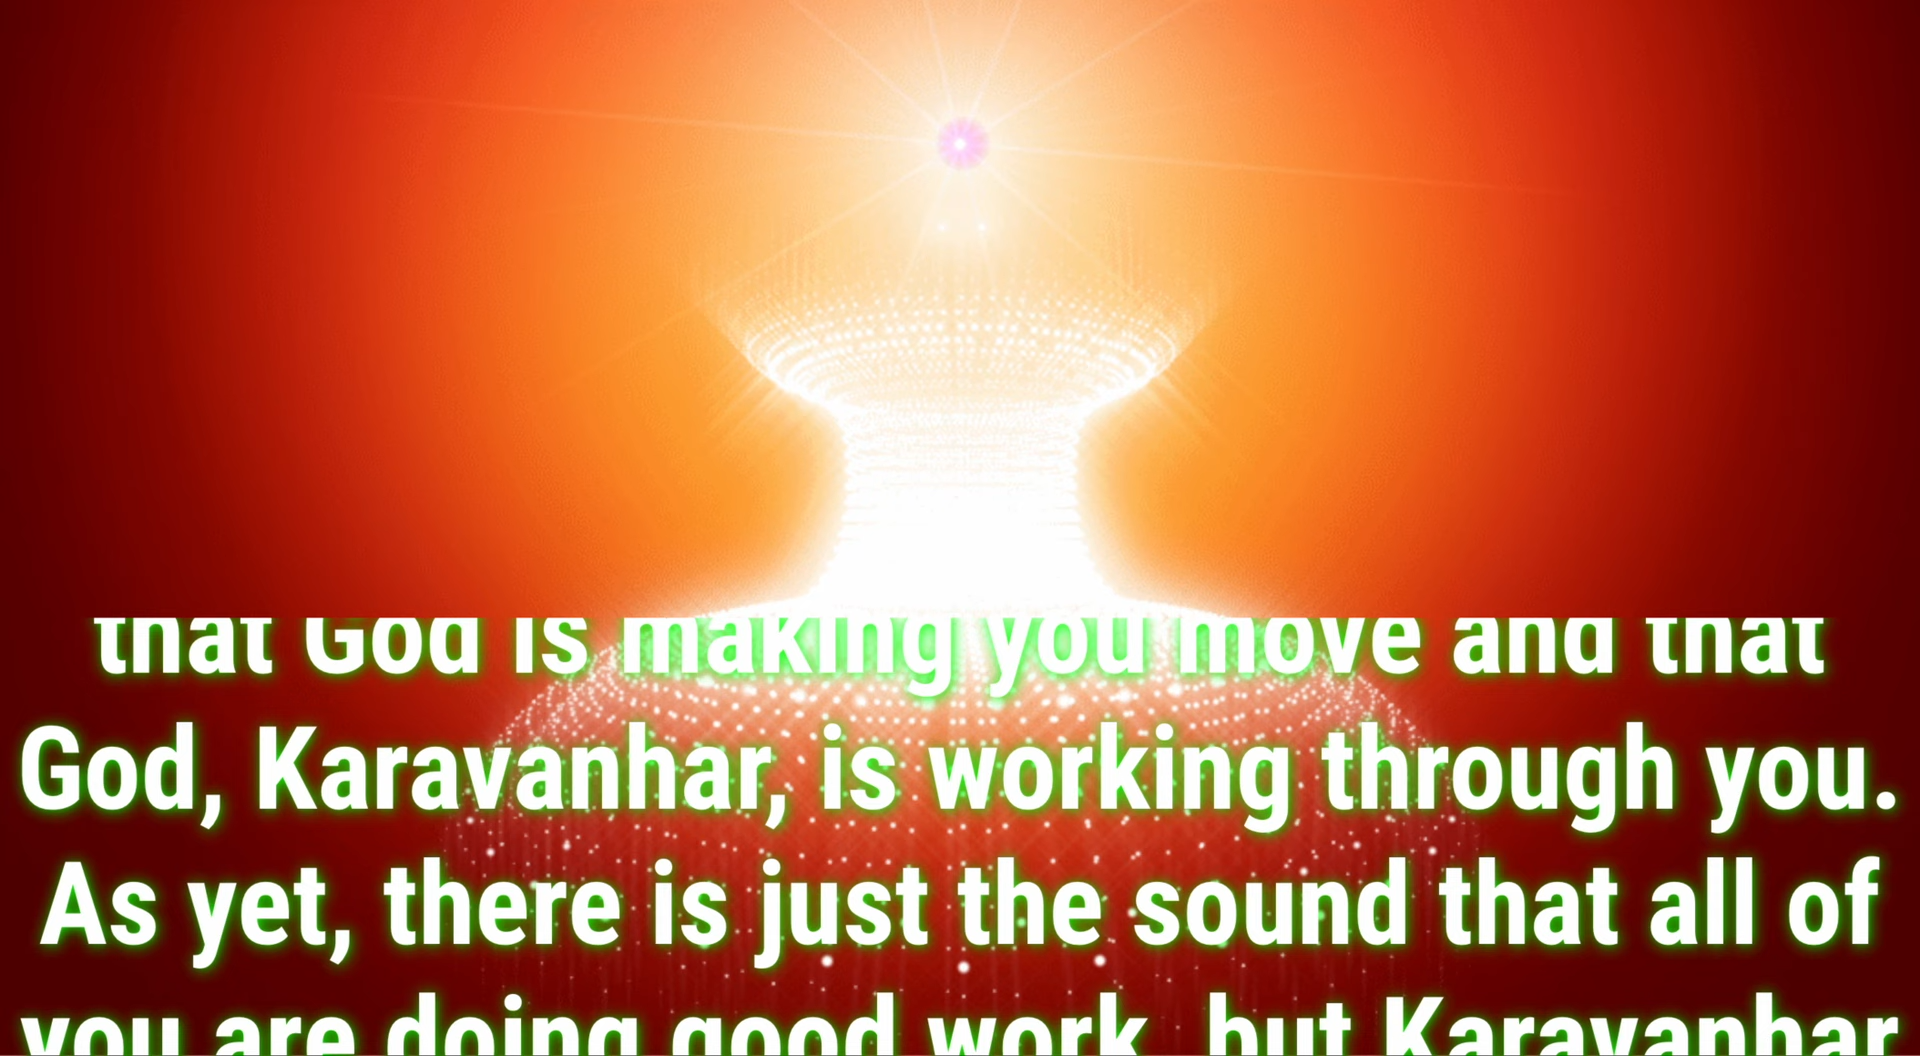 that God is making you move and that
God, Karavanhar, is working through you.
As yet, there is just the sound that all of
you are doing good work, but Karavanhar